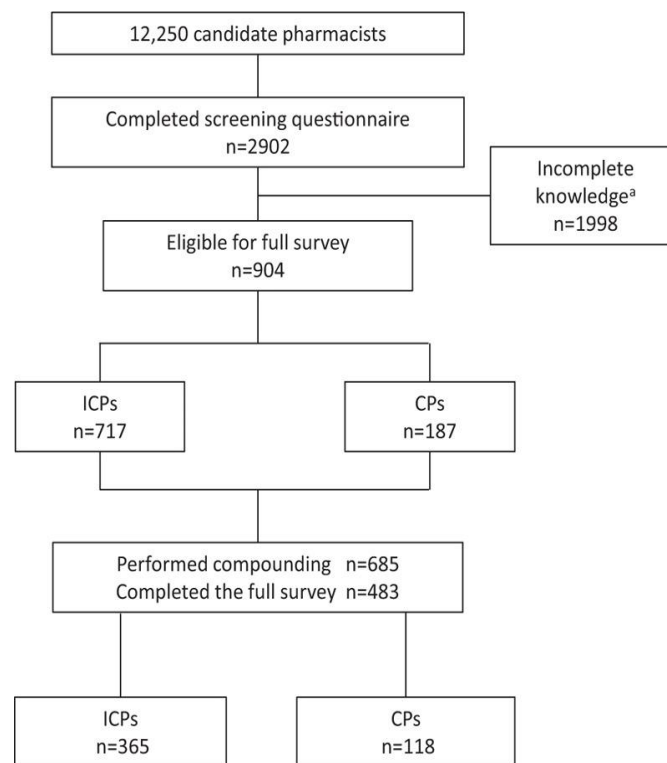 12,250 candidate pharmacists
Completed screening questionnaire
n=2902
Incomplete
knowledgeᵃ
n=1998
Eligible for full survey
n=904
ICPs
n=717
CPs
n=187
Performed compounding n=685
Completed the full survey n=483
ICPs
n=365
CPs
n=118